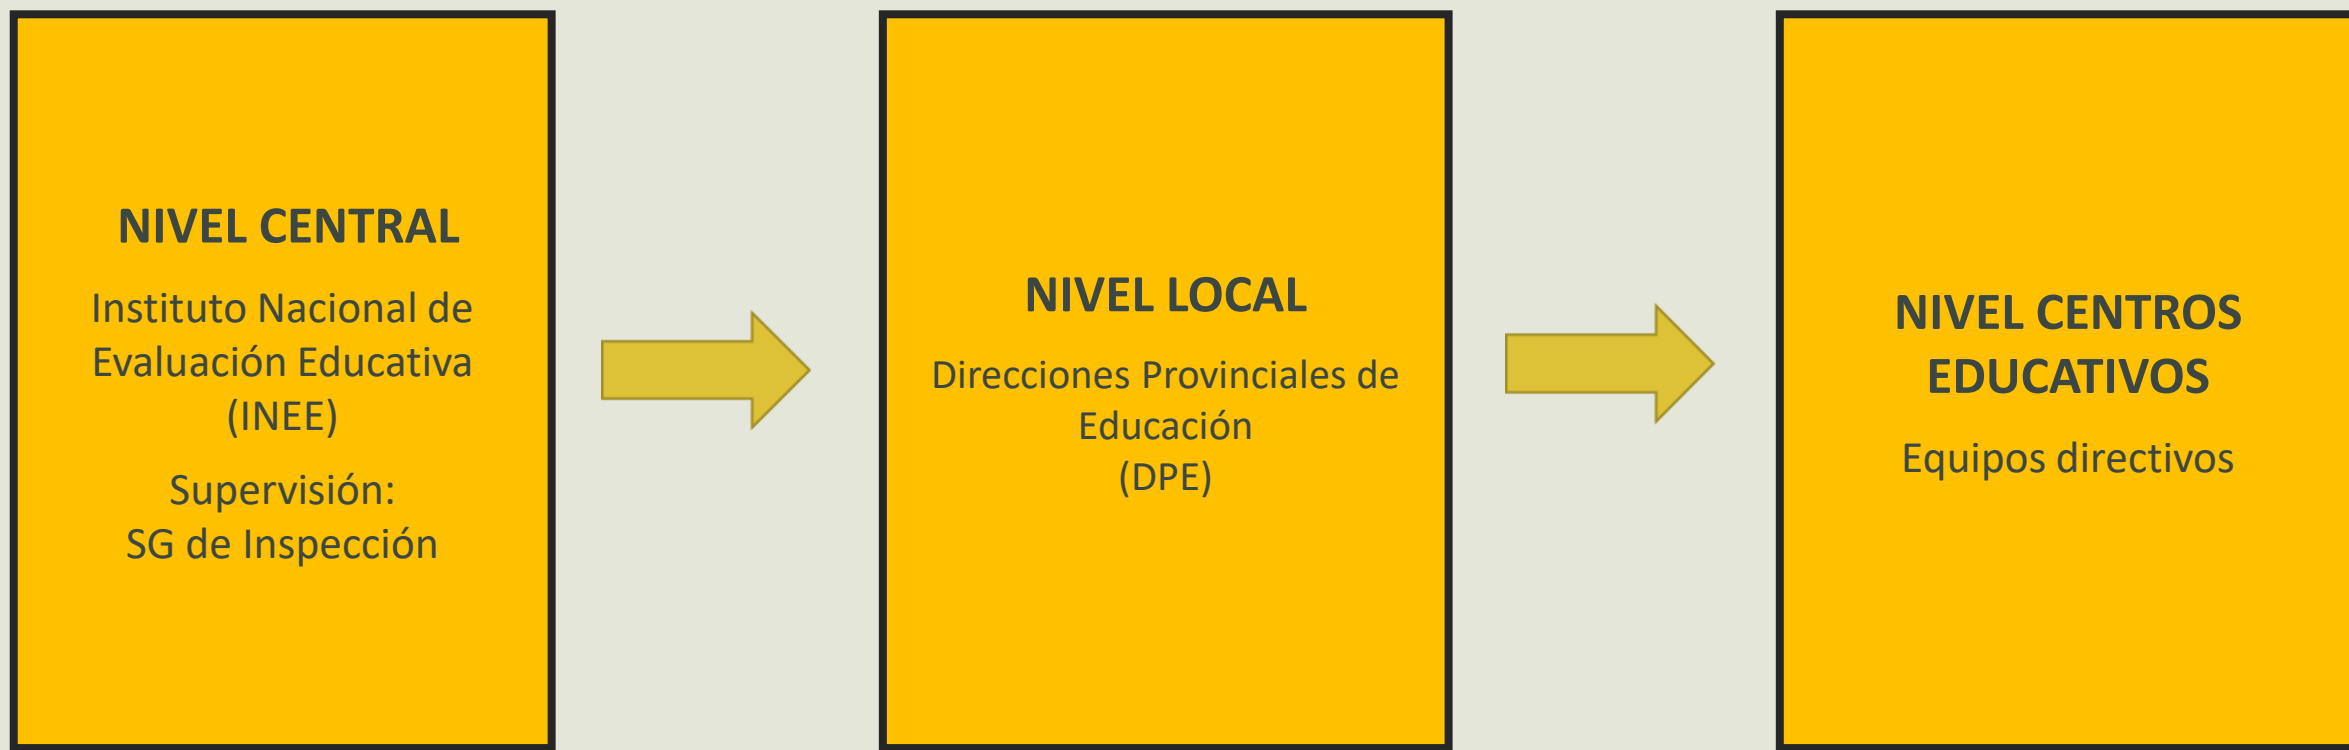 NIVEL CENTRAL
Instituto Nacional de
Evaluación Educativa
(INEE)
Supervisión:
SG de Inspección
NIVEL LOCAL
Direcciones Provinciales de
Educación
(DPE)
NIVEL CENTROS
EDUCATIVOS
Equipos directivos